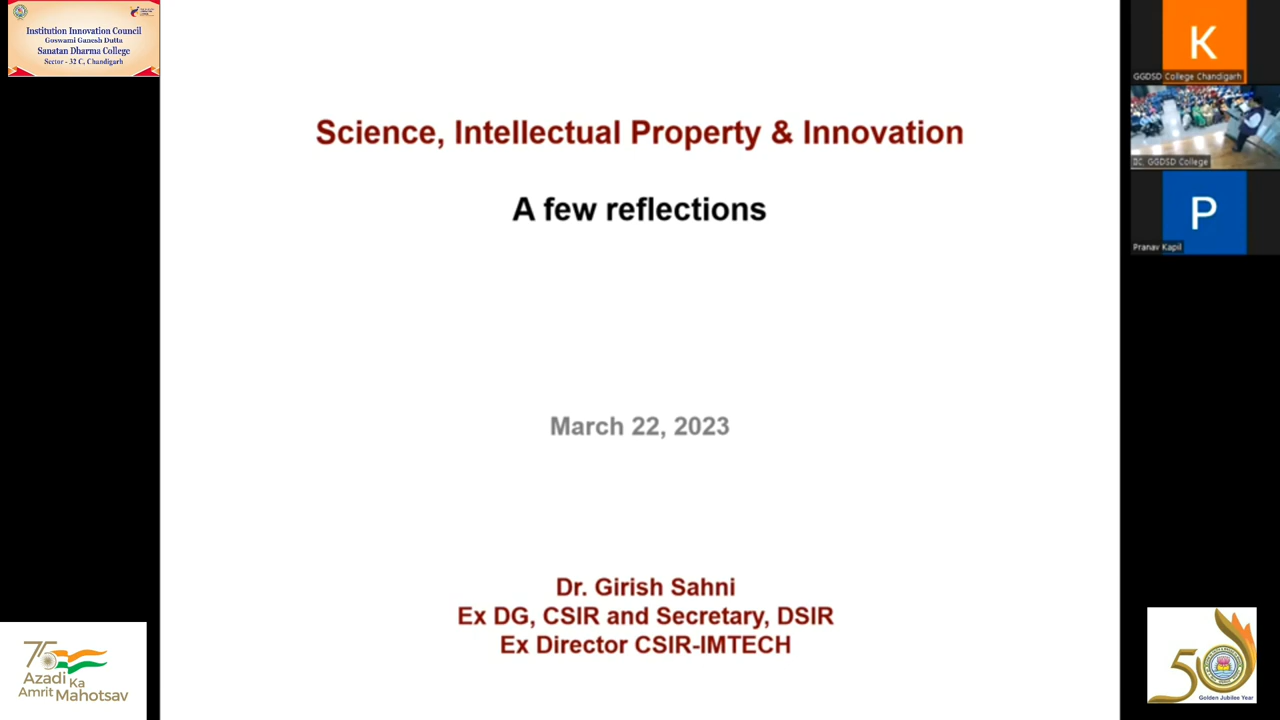 Institution Innovation Council
Goswami Ganesh Dutta
Sanatan Dharma College
Sector - 32 C, Chandigarh
Science, Intellectual Property & Innovation
A few reflections
March 22, 2023
Dr. Girish Sahni
Ex DG, CSIR and Secretary, DSIR
Ex Director CSIR-IMTECH
K
GGDSD College Chandigarh
GGDSD College
P
Pranav Kapil
75
Azadi Ka
Amrit Mahotsav
50
Golden Jubilee Year